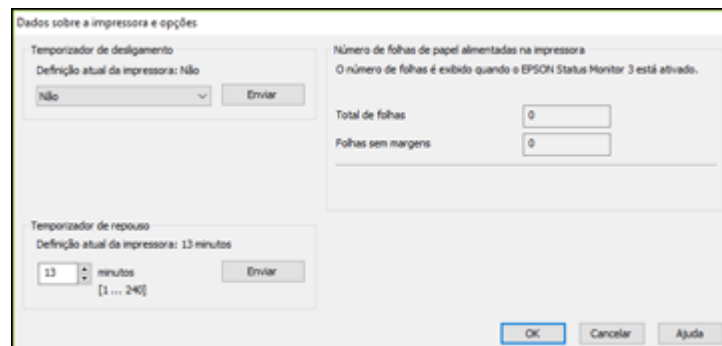 Dados sobre a impressora e opções
Temporizador de desligamento
Definição atual da impressora: Não
Não
Enviar
Número de folhas de papel alimentadas na impressora
O número de folhas é exibido quando o EPSON Status Monitor 3 está ativado.
Total de folhas
0
Folhas sem margens
0
Temporizador de repouso
Definição atual da impressora: 13 minutos
13
minutos
[1 ... 240]
Enviar
OK
Cancelar
Ajuda